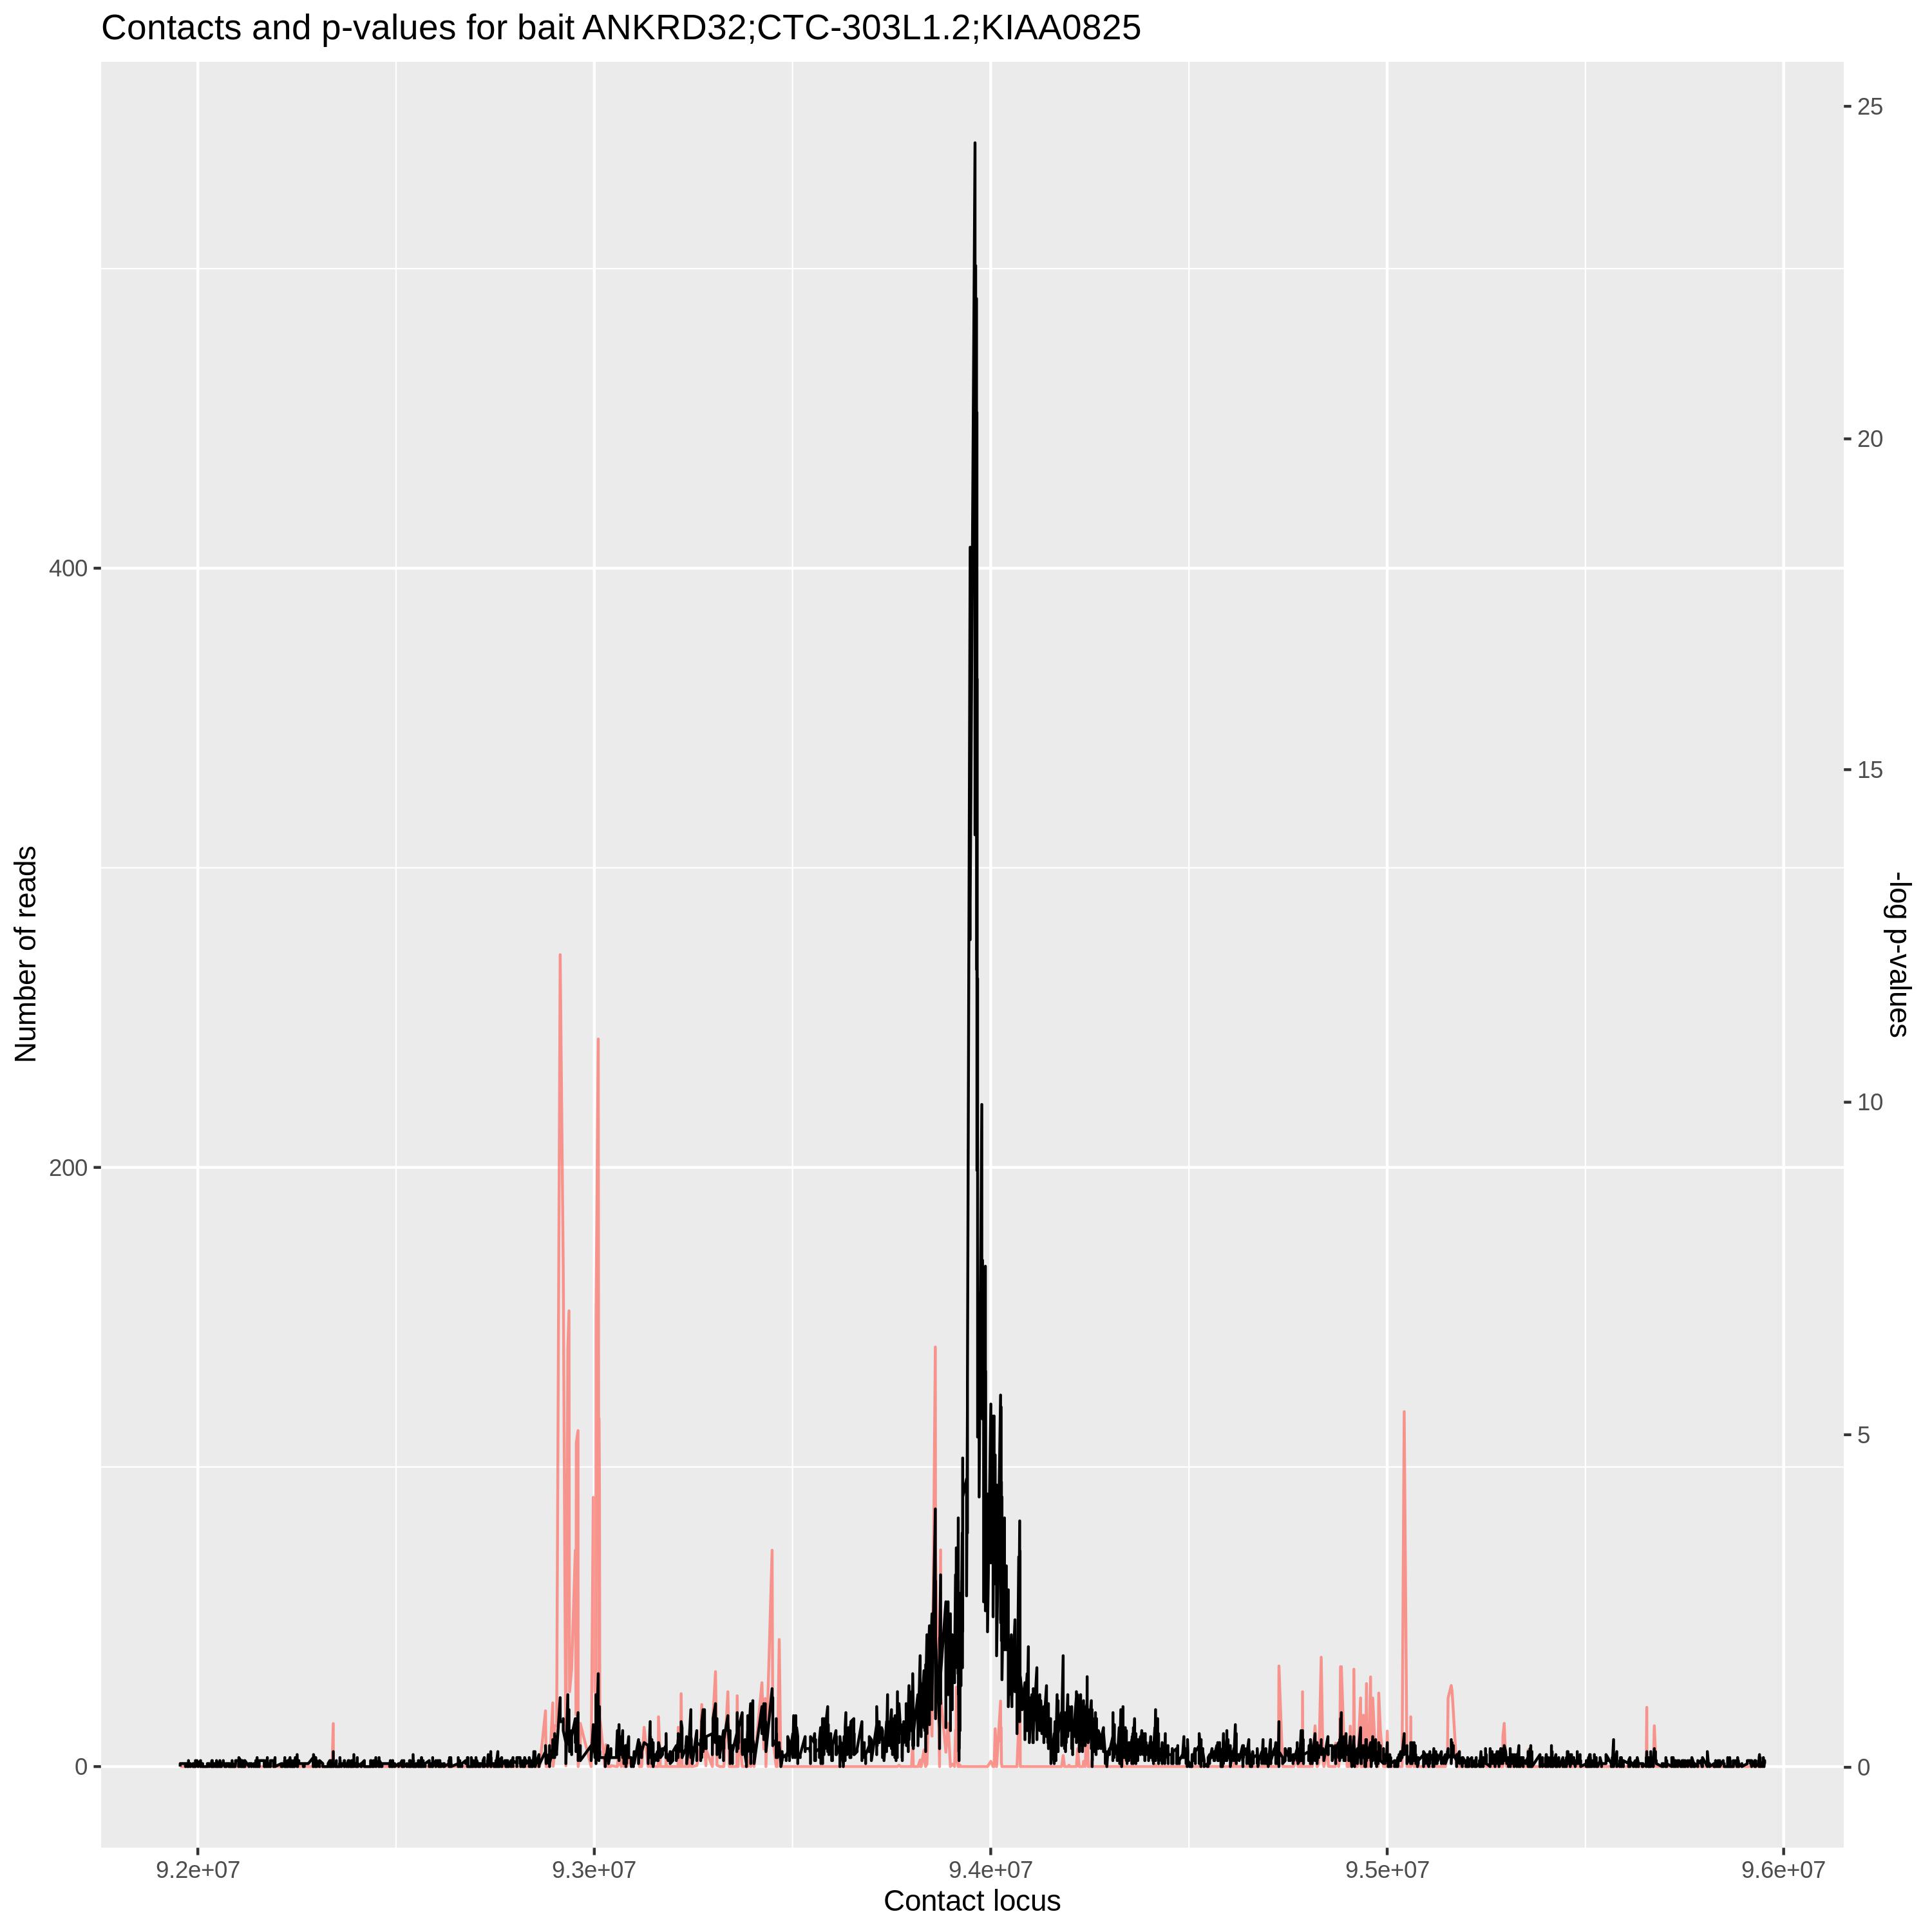 Contacts and p-values for bait ANKRD32;CTC-303L1.2;KIAA0825
Number of reads
400
200
0
25
20
15
10
5
0
-log p-values
9.2e+07 9.3e+07 9.4e+07 9.5e+07 9.6e+07
Contact locus